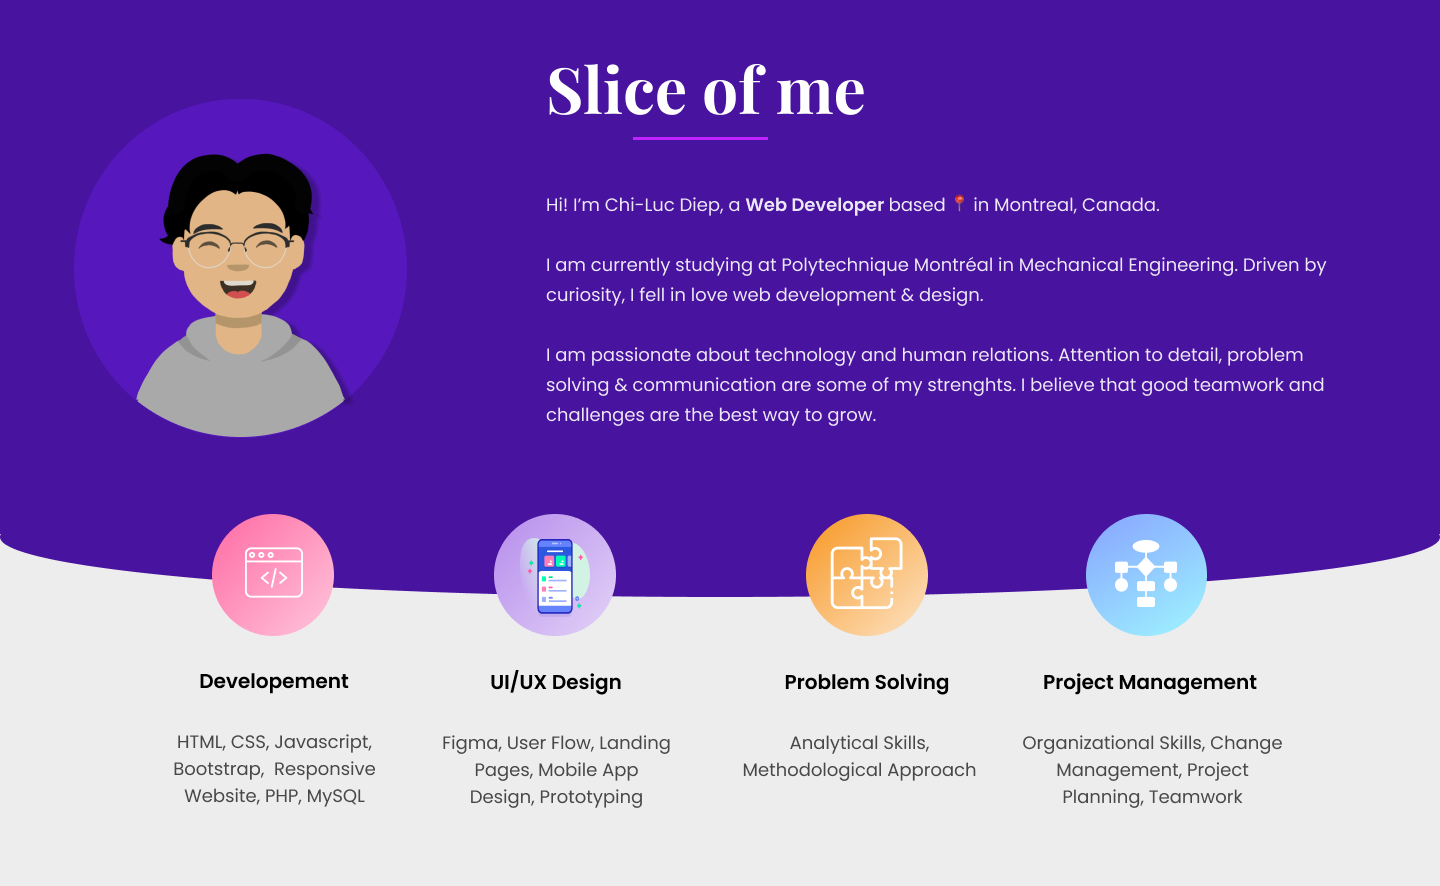 Slice of me
Hi! I’m Chi-Luc Diep, a Web Developer based 📍 in Montreal, Canada.
I am currently studying at Polytechnique Montréal in Mechanical Engineering. Driven by
curiosity, I fell in love web development & design.
I am passionate about technology and human relations. Attention to detail, problem
solving & communication are some of my strenghts. I believe that good teamwork and
challenges are the best way to grow.
</>
Developement
HTML, CSS, Javascript,
Bootstrap,  Responsive
Website, PHP, MySQL
UI/UX Design
Figma, User Flow, Landing
Pages, Mobile App
Design, Prototyping
Problem Solving
Analytical Skills,
Methodological Approach
Project Management
Organizational Skills, Change
Management, Project
Planning, Teamwork